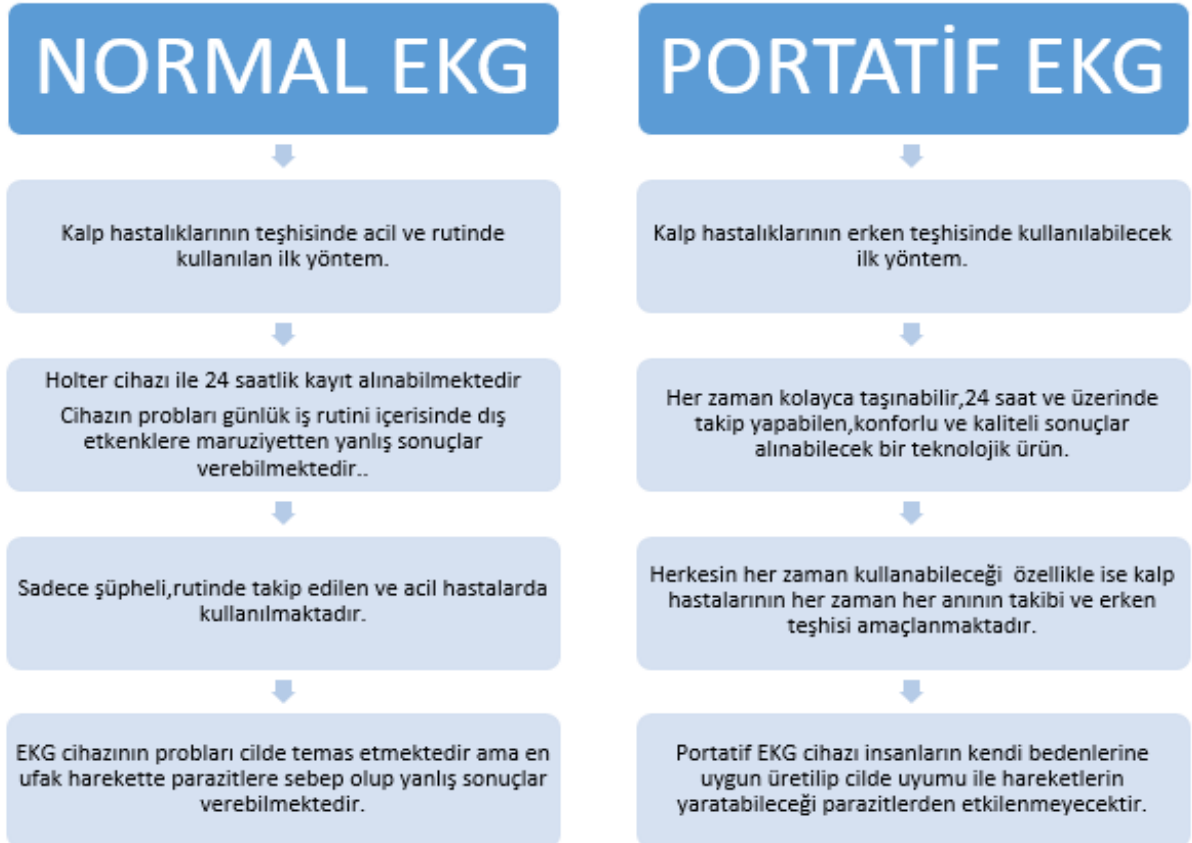 NORMAL EKG
Kalp hastalıklarının teşhisinde acil ve rutinde
kullanılan ilk yöntem.
Holter cihazı ile 24 saatlik kayıt alınabilmektedir
Cihazın probları günlük iş rutini içerisinde dış
etkenklere maruziyetten yanlış sonuçlar
verebilmektedir..
Sadece şüpheli,rutinde takip edilen ve acil hastalarda
kullanılmaktadır.
EKG cihazının probları cilde temas etmektedir ama en
ufak harekette parazitlere sebep olup yanlış sonuçlar
verebilmektedir.
PORTATİF EKG
Kalp hastalıklarının erken teşhisinde kullanılabilecek
ilk yöntem.
Her zaman kolayca taşınabilir,24 saat ve üzerinde
takip yapabilen,konforlu ve kaliteli sonuçlar
alınabilecek bir teknolojik ürün.
Herkesin her zaman kullanabileceği özellikle ise kalp
hastalarının her zaman her anının takibi ve erken
teşhisi amaçlanmaktadır.
Portatif EKG cihazı insanların kendi bedenlerine
uygun üretilip cilde uyumu ile hareketlerin
yaratabileceği parazitlerden etkilenmeyecektir.